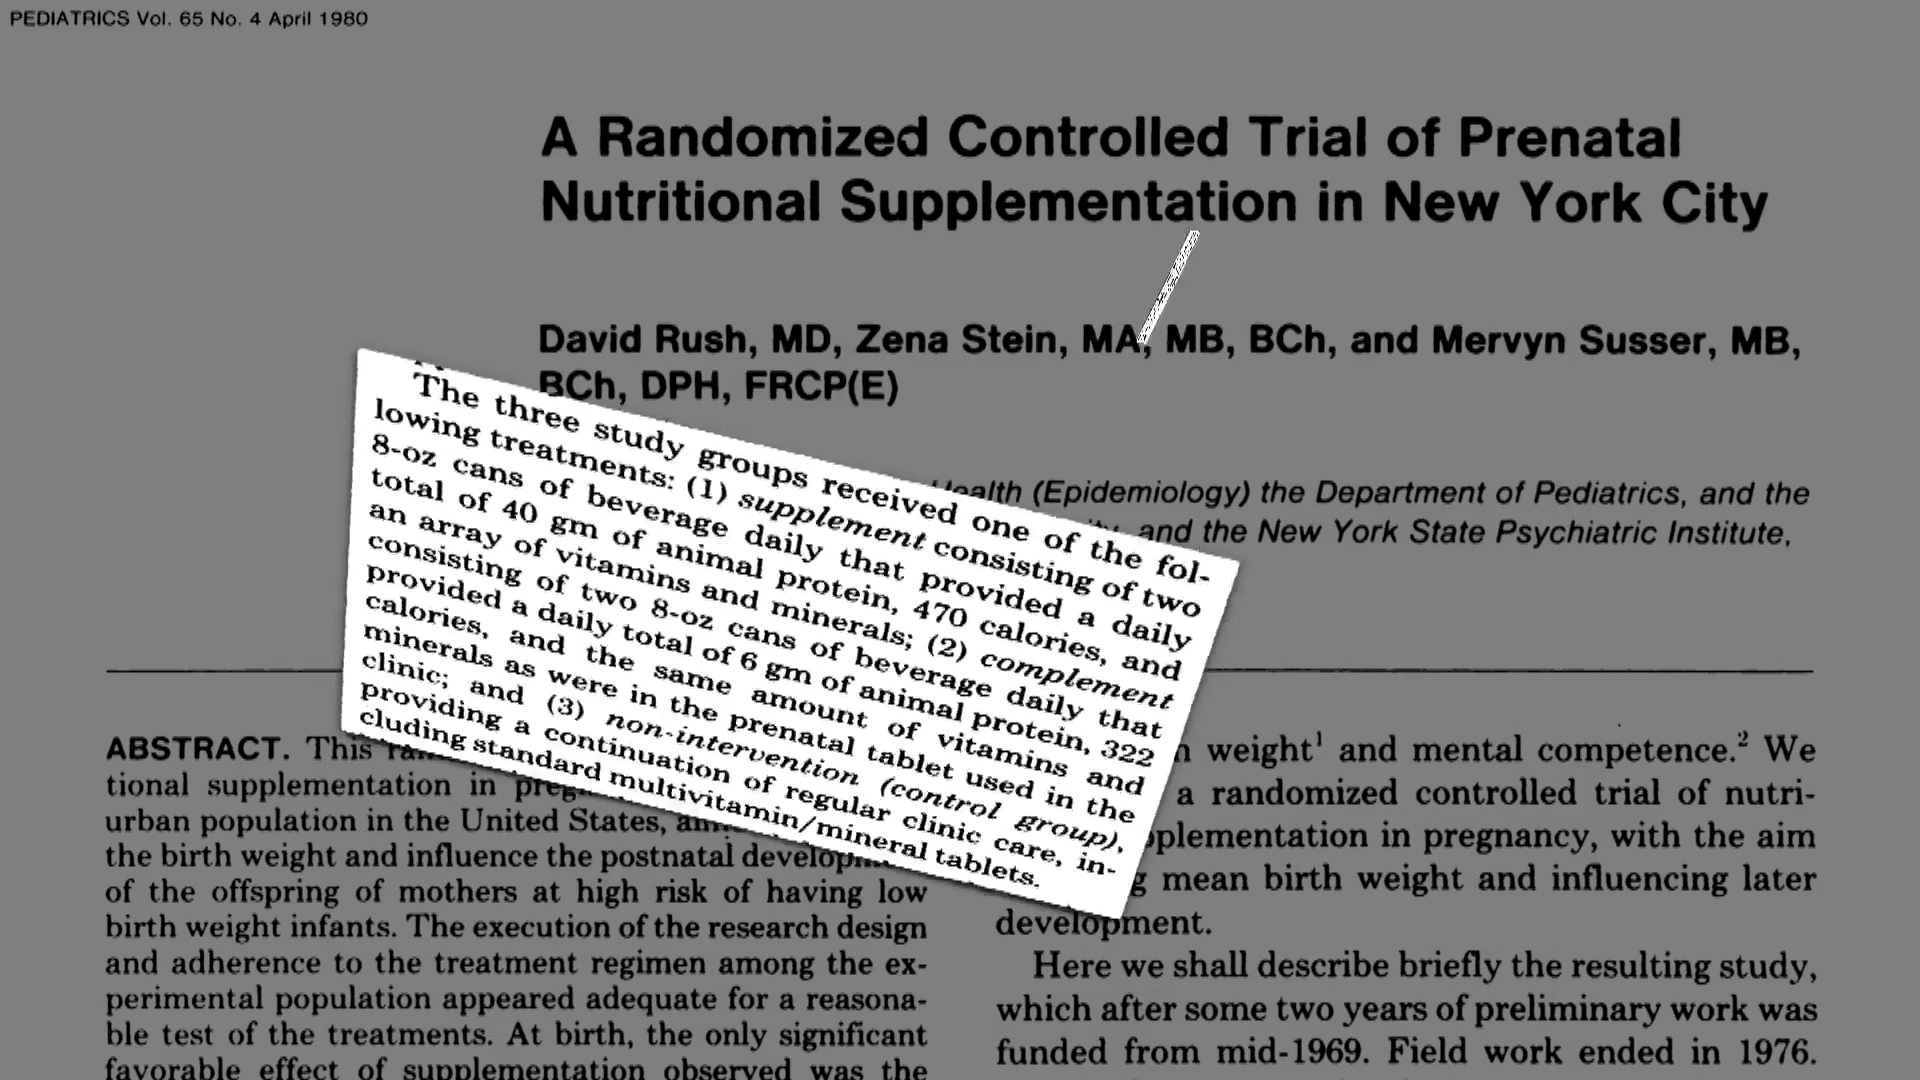 PEDIATRICS Vol. 65 No. 4 April 1980
A Randomized Controlled Trial of Prenatal
Nutritional Supplementation in New York City
David Rush, MD, Zena Stein, MA, MB, BCh, and Mervyn Susser, MB,
BCh, DPH, FRCP(E)
Health (Epidemiology) the Department of Pediatrics, and the
and the New York State Psychiatric Institute,
The three study groups received one of the fol-
lowing treatments: (1) supplement consisting of two
8-oz cans of beverage daily that provided a daily
total of 40 gm of animal protein, 470 calories, and
an array of vitamins and minerals; (2) complement
consisting of two 8-oz cans of beverage daily that
provided a daily total of 6 gm of animal protein, 322
calories, and the same amount of vitamins and
minerals as were in the prenatal tablet used in the
clinic; and (3) non-intervention (control group),
providing a continuation of regular clinic care, in-
cluding standard multivitamin/mineral tablets.
ABSTRACT. This
tional supplementation in
urban population in the United States,
the birth weight and influence the postnatal
of the offspring of mothers at high risk of having low
birth weight infants. The execution of the research design
and adherence to the treatment regimen among the ex-
perimental population appeared adequate for a reasona-
ble test of the treatments. At birth, the only significant
favorable effect of supplementation observed was the
weight1 and mental competence.2 We
a randomized controlled trial of nutri-
plementation in pregnancy, with the aim
mean birth weight and influencing later
development.
Here we shall describe briefly the resulting study,
which after some two years of preliminary work was
funded from mid-1969. Field work ended in 1976.